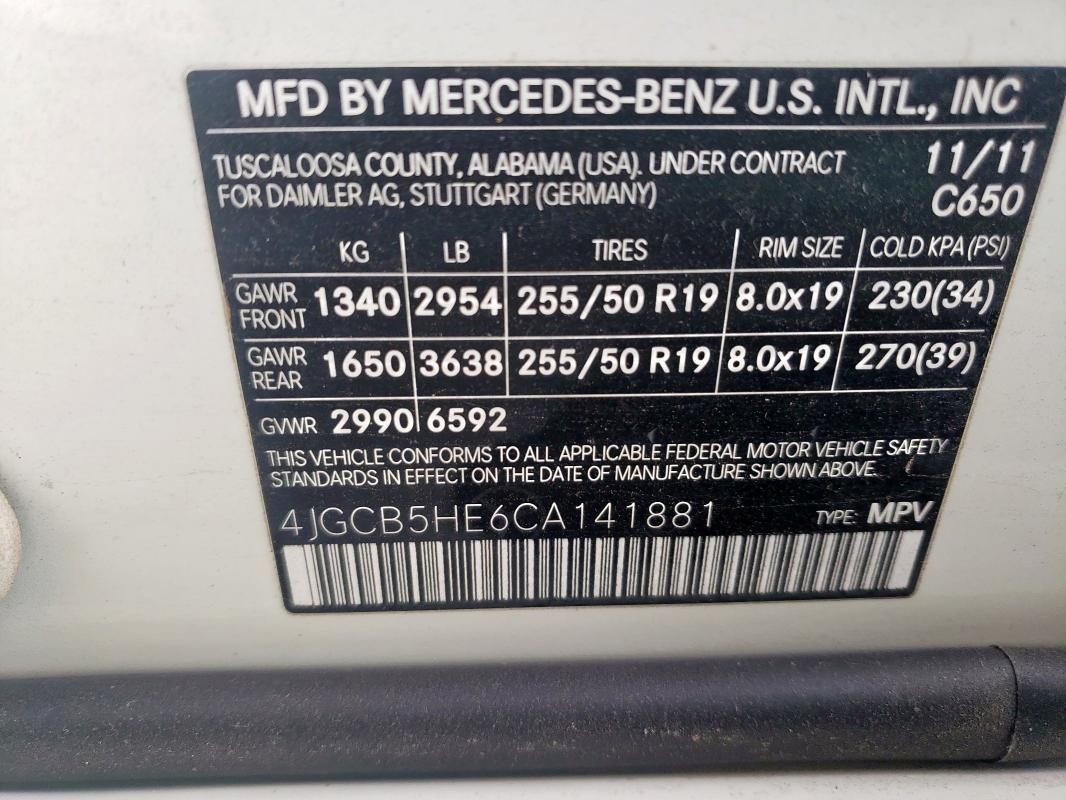 MFD BY MERCEDES-BENZ U.S. INTL., INC
TUSCALOOSA COUNTY, ALABAMA (USA). UNDER CONTRACT 11/11
FOR DAIMLER AG, STUTTGART (GERMANY) C650
KG LB TIRES RIM SIZE COLD KPA (PSI)
GAWR FRONT 1340 2954 255/50 R19 8.0x19 230(34)
GAWR REAR 1650 3638 255/50 R19 8.0x19 270(39)
GVWR 2990 6592
THIS VEHICLE CONFORMS TO ALL APPLICABLE FEDERAL MOTOR VEHICLE SAFETY
STANDARDS IN EFFECT ON THE DATE OF MANUFACTURE SHOWN ABOVE.
4JGCB5HE6CA141881 TYPE: MPV